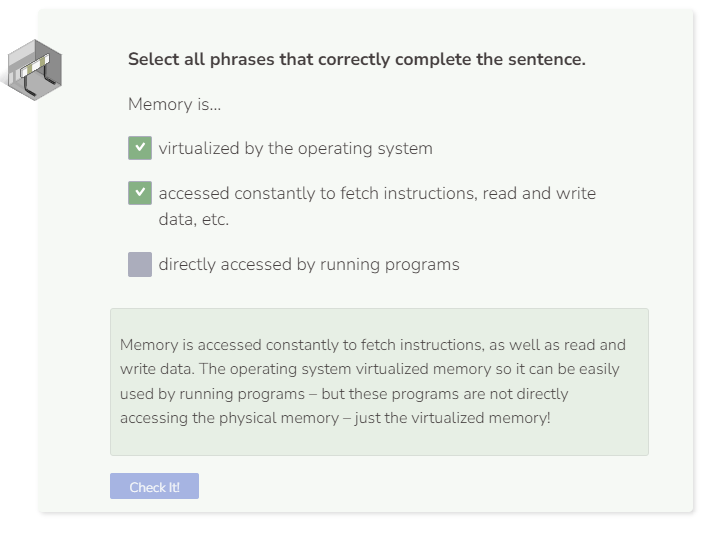 Select all phrases that correctly complete the sentence.
Memory is...
virtualized by the operating system
accessed constantly to fetch instructions, read and write
data, etc.
directly accessed by running programs
Memory is accessed constantly to fetch instructions, as well as read and
write data. The operating system virtualized memory so it can be easily
used by running programs – but these programs are not directly
accessing the physical memory – just the virtualized memory!
Check It!